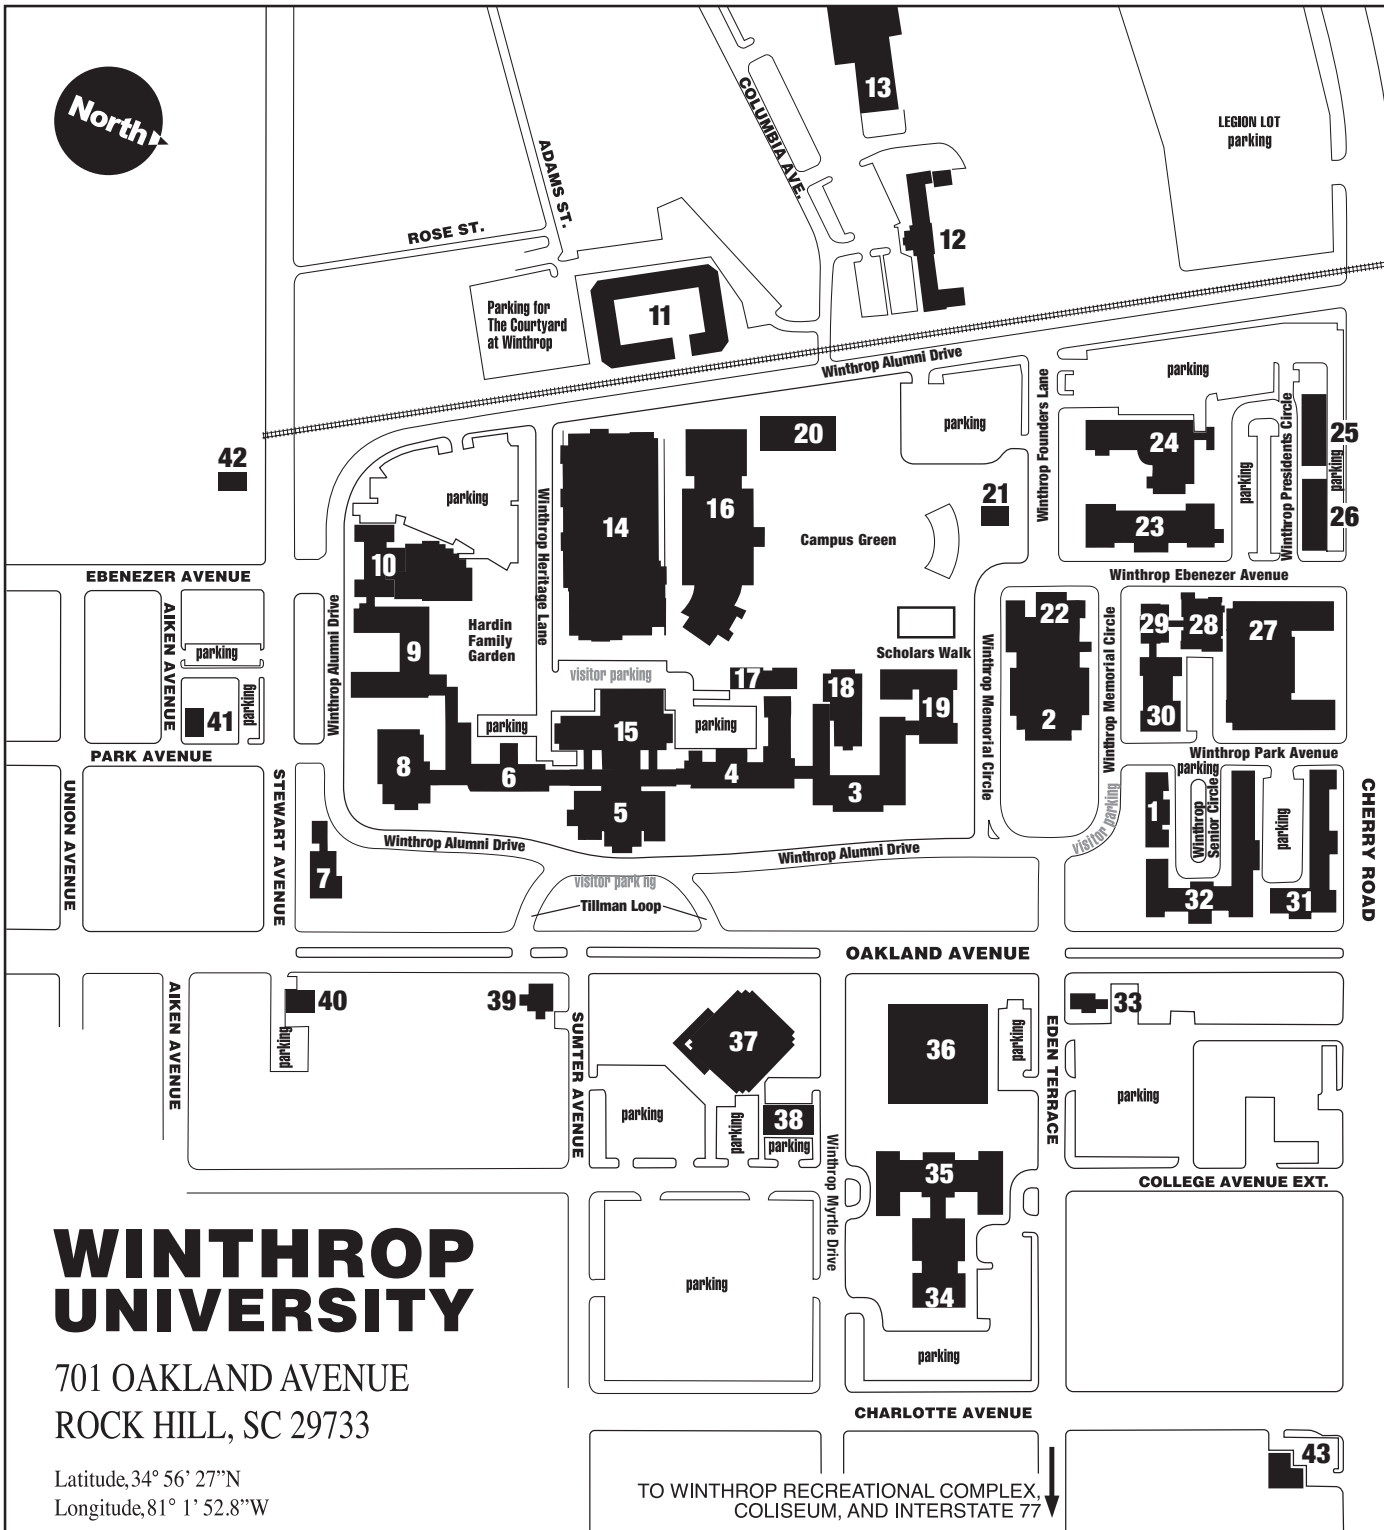 North
COLUMBIA AVE.
13
LEGION LOT
parking
ADAMS ST.
ROSE ST.
12
Parking for
The Courtyard
at Winthrop
11
Winthrop Alumni Drive
parking
Winthrop Founders Lane
Winthrop Presidents Circle
parking
20
24
25
parking
42
parking
Winthrop Heritage Lane
14
16
21
parking
23
26
Campus Green
10
EBENEZER AVENUE
Winthrop Ebenezer Avenue
AIKEN AVENUE
Winthrop Alumni Drive
9
Hardin
Family
Garden
22
Winthrop Memorial Circle
29
28
27
parking
Scholars Walk
Winthrop Memorial Circle
visitor parking
17
18
19
parking
41
parking
15
parking
2
30
PARK AVENUE
Winthrop Park Avenue
8
6
4
3
parking
UNION AVENUE
STEWART AVENUE
5
1
Winthrop
Senior Circle
parking
CHERRY ROAD
visitor parking
Winthrop Alumni Drive
Winthrop Alumni Drive
7
visitor park ng
Tillman Loop
32
31
OAKLAND AVENUE
AIKEN AVENUE
40
39
33
parking
SUMTER AVENUE
37
36
parking
EDEN TERRACE
parking
parking
parking
38
parking
35
Winthrop Myrtle Drive
COLLEGE AVENUE EXT.
WINTHROP
UNIVERSITY
parking
34
701 OAKLAND AVENUE
ROCK HILL, SC 29733
parking
CHARLOTTE AVENUE
43
Latitude,34° 56’ 27”N
Longitude,81° 1’ 52.8”W
TO WINTHROP RECREATIONAL COMPLEX,
COLISEUM, AND INTERSTATE 77